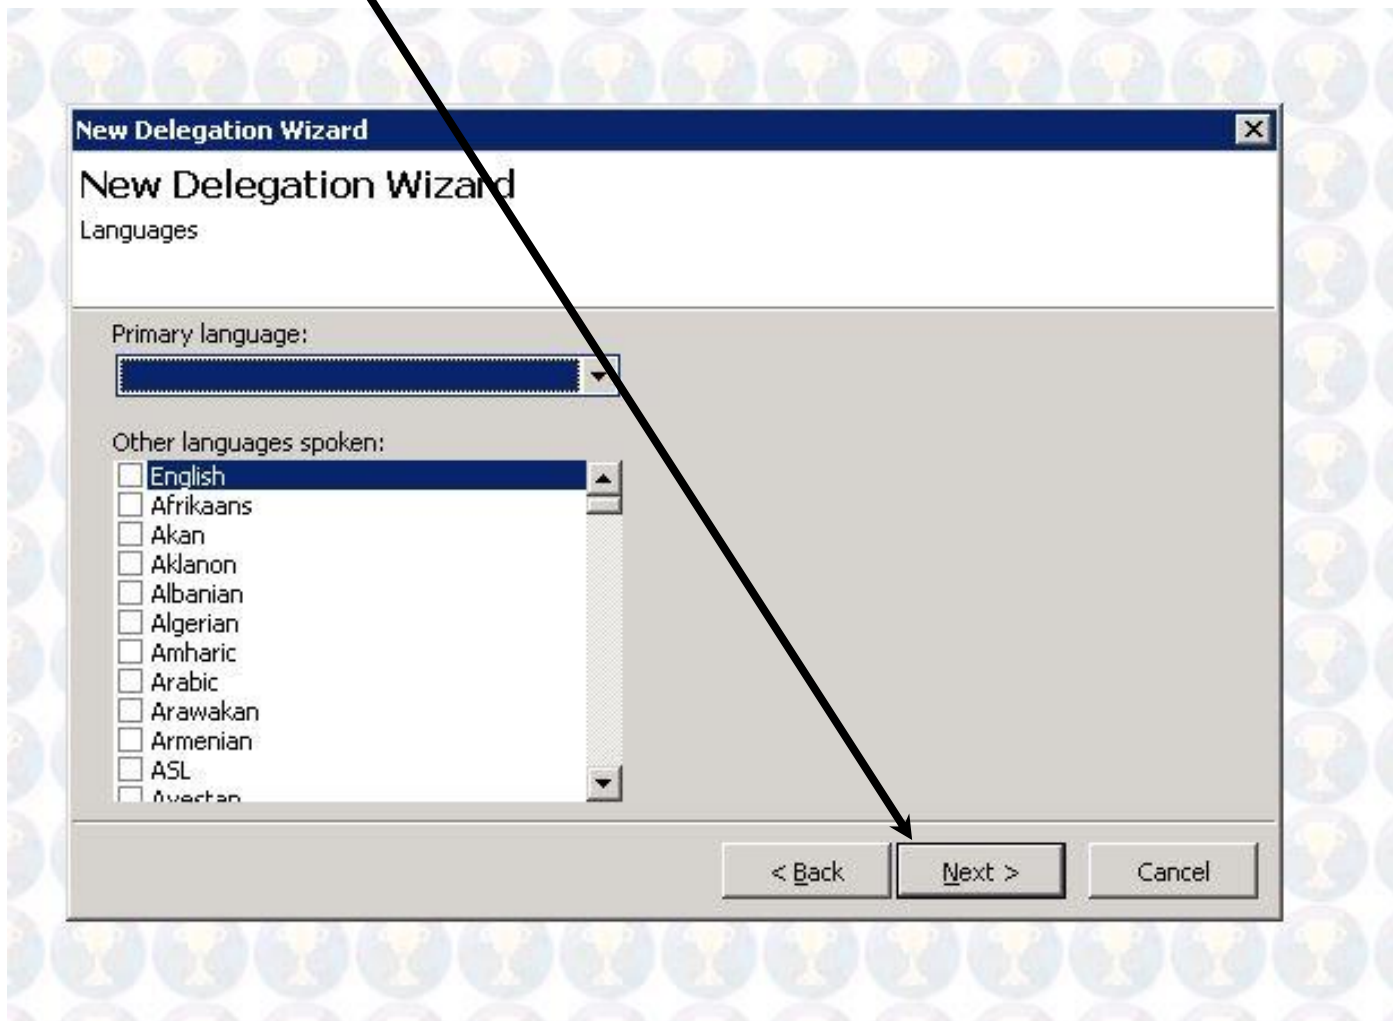 New Delegation Wizard
New Delegation Wizard
Languages
Primary language:
Other languages spoken:
English
Afrikaans
Akan
Aklanon
Albanian
Algerian
Amharic
Arabic
Arawakan
Armenian
ASL
Avestan
< Back
Next >
Cancel